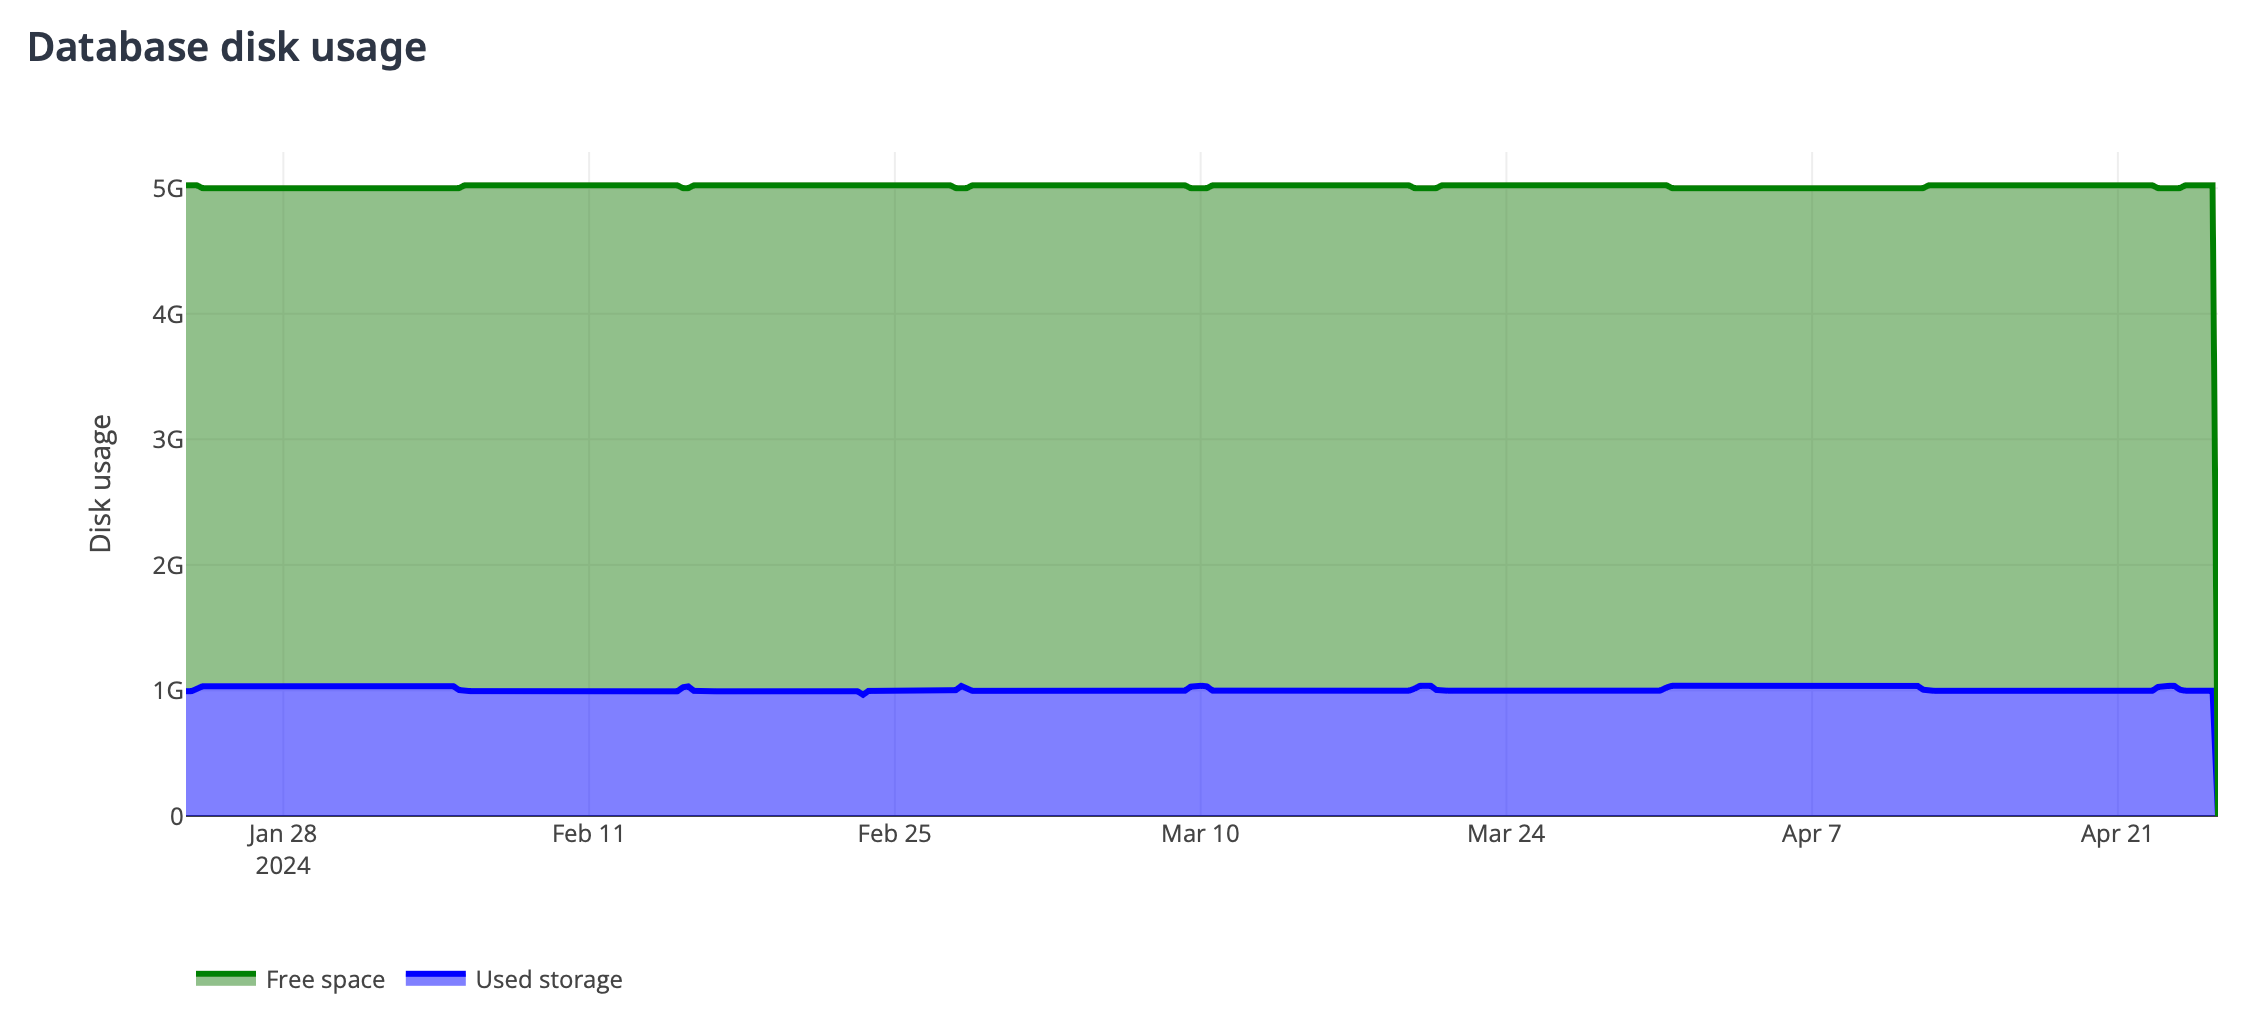 Database disk usage
5G
4G
3G
2G
1G
0
Disk usage
Jan 28 Feb 11 Feb 25 Mar 10 Mar 24 Apr 7 Apr 21
2024
Free space Used storage